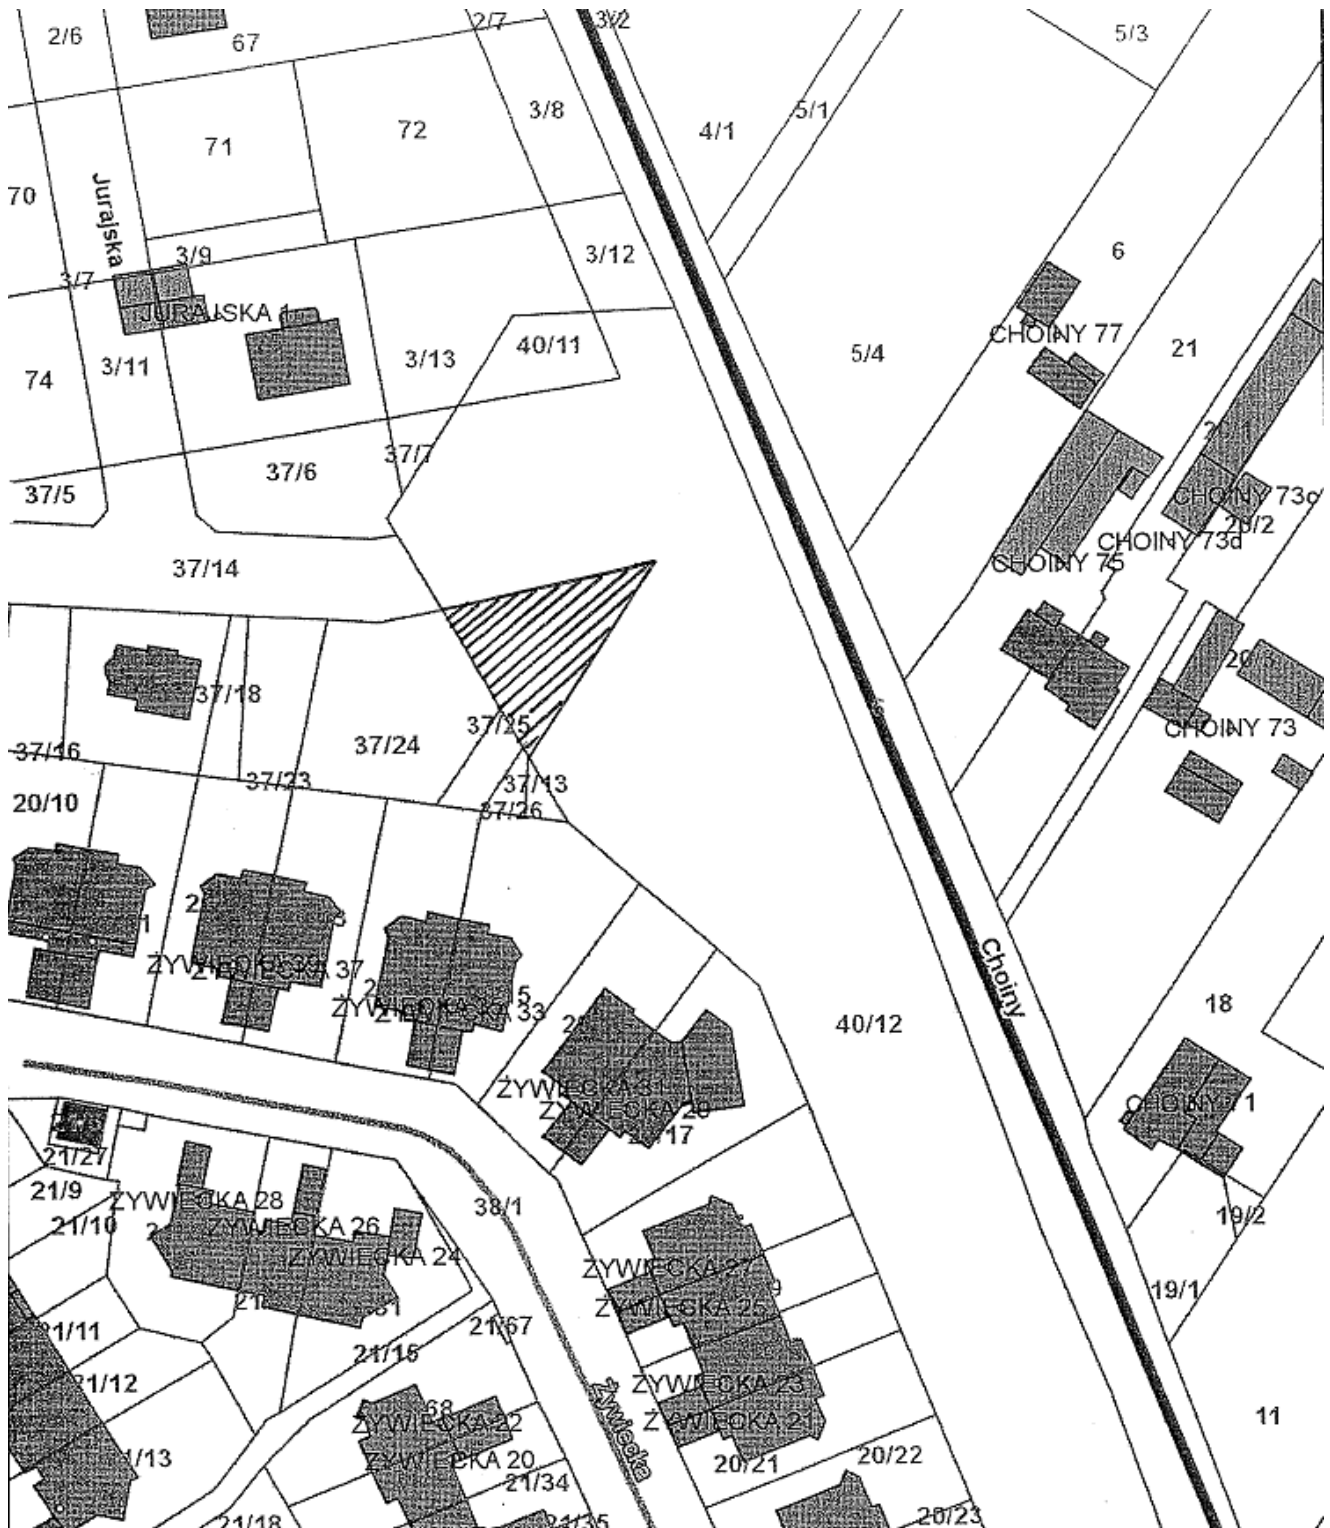 2/6
67
2/7
3/2
5/3
71
72
3/8
4/1
5/1
70
Jurajska
3/9
3/7
3/12
6
JURAJSKA 1
CHOINY 77
74
3/11
3/13
40/11
5/4
21
37/5
37/6
37/7
CHOINY 73c
20/2
CHOINY 73d
CHOINY 75
37/14
37/18
37/25
37/24
CHOINY 73
37/16
37/23
37/13
37/26
20/10
ŻYWIECKA 37
ŻYWIECKA 33
Choiny
40/12
18
ŻYWIECKA 31
CHOINY 71
21/27
21/9
21/10
ŻYWIECKA 28
ŻYWIECKA 26
ŻYWIECKA 24
38/1
19/2
ŻYWIECKA 27
ŻYWIECKA 25
19/1
21/11
21/67
21/15
21/12
ŻYWIECKA 23
ŻYWIECKA 21
11
ŻYWIECKA 22
ŻYWIECKA 20
Żywiecka
20/21
20/22
21/34
21/18
21/35
20/23